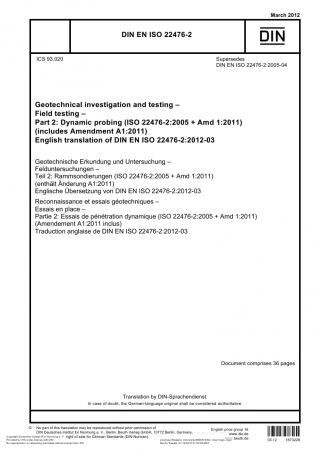 March 2012
DIN EN ISO 22476-2
DIN
ICS 93.020
Supersedes
DIN EN ISO 22476-2:2005-04
Geotechnical investigation and testing –
Field testing –
Part 2: Dynamic probing (ISO 22476-2:2005 + Amd 1:2011)
(includes Amendment A1:2011)
English translation of DIN EN ISO 22476-2:2012-03
Geotechnische Erkundung und Untersuchung –
Felduntersuchungen –
Teil 2: Rammsondierungen (ISO 22476-2:2005 + Amd 1:2011)
(enthält Änderung A1:2011)
Englische Übersetzung von DIN EN ISO 22476-2:2012-03
Reconnaissance et essais géotechniques –
Essais en place –
Partie 2: Essais de pénétration dynamique (ISO 22476-2:2005 + Amd 1:2011)
(Amendement A1:2011 inclus)
Traduction anglaise de DIN EN ISO 22476-2:2012-03
Document comprises 36 pages
Translation by DIN-Sprachendienst.
In case of doubt, the German-language original shall be considered authoritative.
No part of this translation may be reproduced without prior permission of
DIN Deutsches Institut für Normung e. V., Berlin. Beuth Verlag GmbH, 10772 Berlin, Germany,
right of sale for German Standards (DIN-Normen).
English price group 16
www.din.de
www.beuth.de
03.12